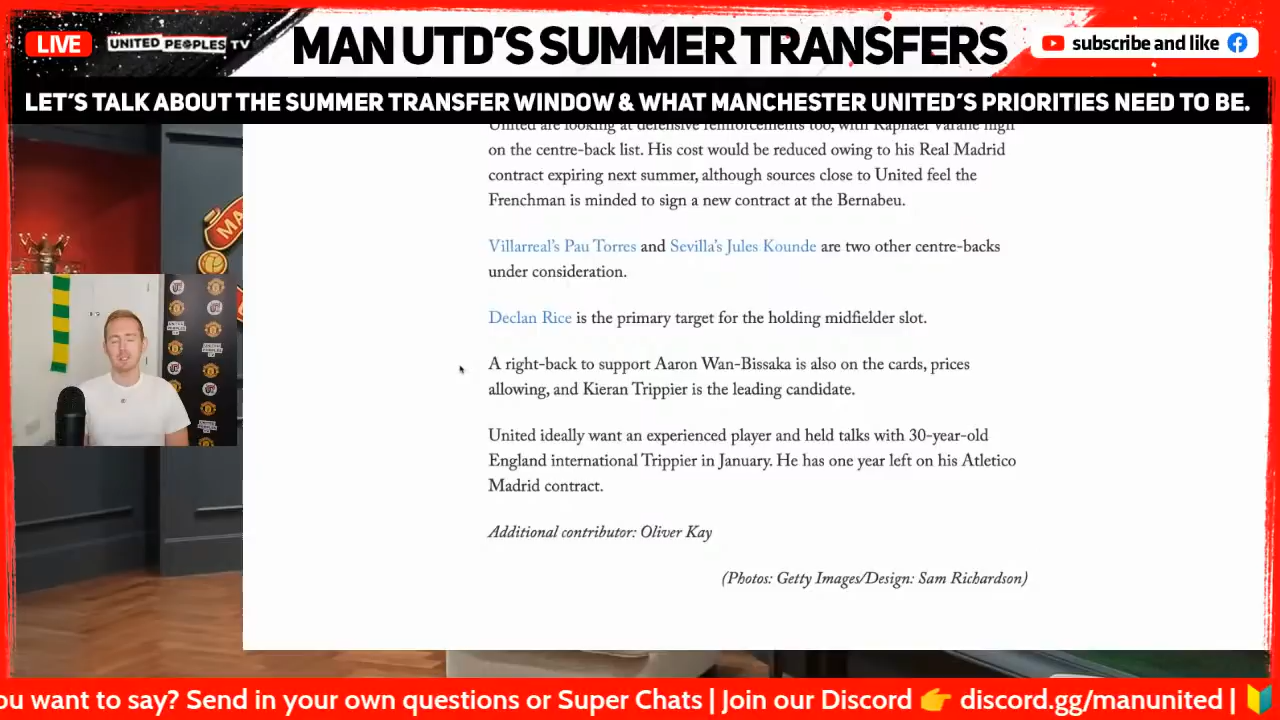 LIVE
UNITED PEOPLES TV
MAN UTD'S SUMMER TRANSFERS
subscribe and like
LET'S TALK ABOUT THE SUMMER TRANSFER WINDOW & WHAT MANCHESTER UNITED'S PRIORITIES NEED TO BE.
United are looking at defensive reinforcements too, with Raphael Varane high
on the centre-back list. His cost would be reduced owing to his Real Madrid
contract expiring next summer, although sources close to United feel the
Frenchman is minded to sign a new contract at the Bernabeu.
Villarreal's Pau Torres and Sevilla's Jules Kounde are two other centre-backs
under consideration.
Declan Rice is the primary target for the holding midfielder slot.
A right-back to support Aaron Wan-Bissaka is also on the cards, prices
allowing, and Kieran Trippier is the leading candidate.
United ideally want an experienced player and held talks with 30-year-old
England international Trippier in January. He has one year left on his Atletico
Madrid contract.
Additional contributor: Oliver Kay
(Photos: Getty Images/Design: Sam Richardson)
ou want to say? Send in your own questions or Super Chats | Join our Discord 👉 discord.gg/manunited | 🔰